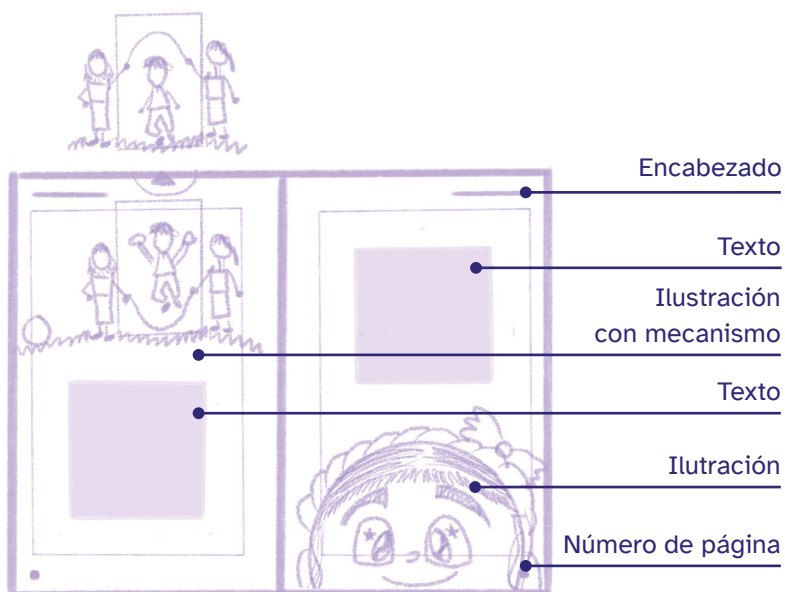 Encabezado
Texto
Ilustración
con mecanismo
Texto
Ilutración
Número de página